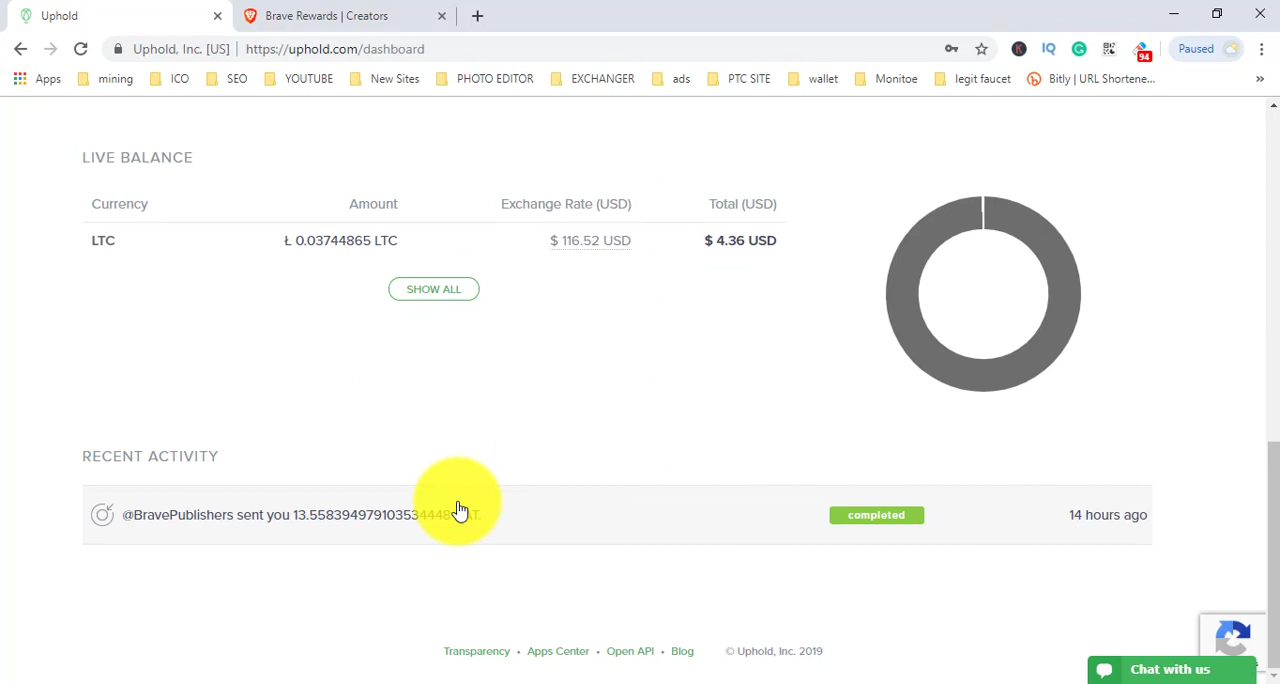 Uphold
Brave Rewards | Creators
Uphold, Inc. [US] | https://uphold.com/dashboard
K IQ G 94 Paused
Apps mining ICO SEO YOUTUBE New Sites PHOTO EDITOR EXCHANGER ads PTC SITE wallet Monitoe legit faucet Bitly | URL Shortene... »
LIVE BALANCE
Currency Amount Exchange Rate (USD) Total (USD)
LTC Ł 0.03744865 LTC $ 116.52 USD $ 4.36 USD
SHOW ALL
RECENT ACTIVITY
@BravePublishers sent you completed 14 hours ago
Transparency • Apps Center • Open API • Blog © Uphold, Inc. 2019
Chat with us